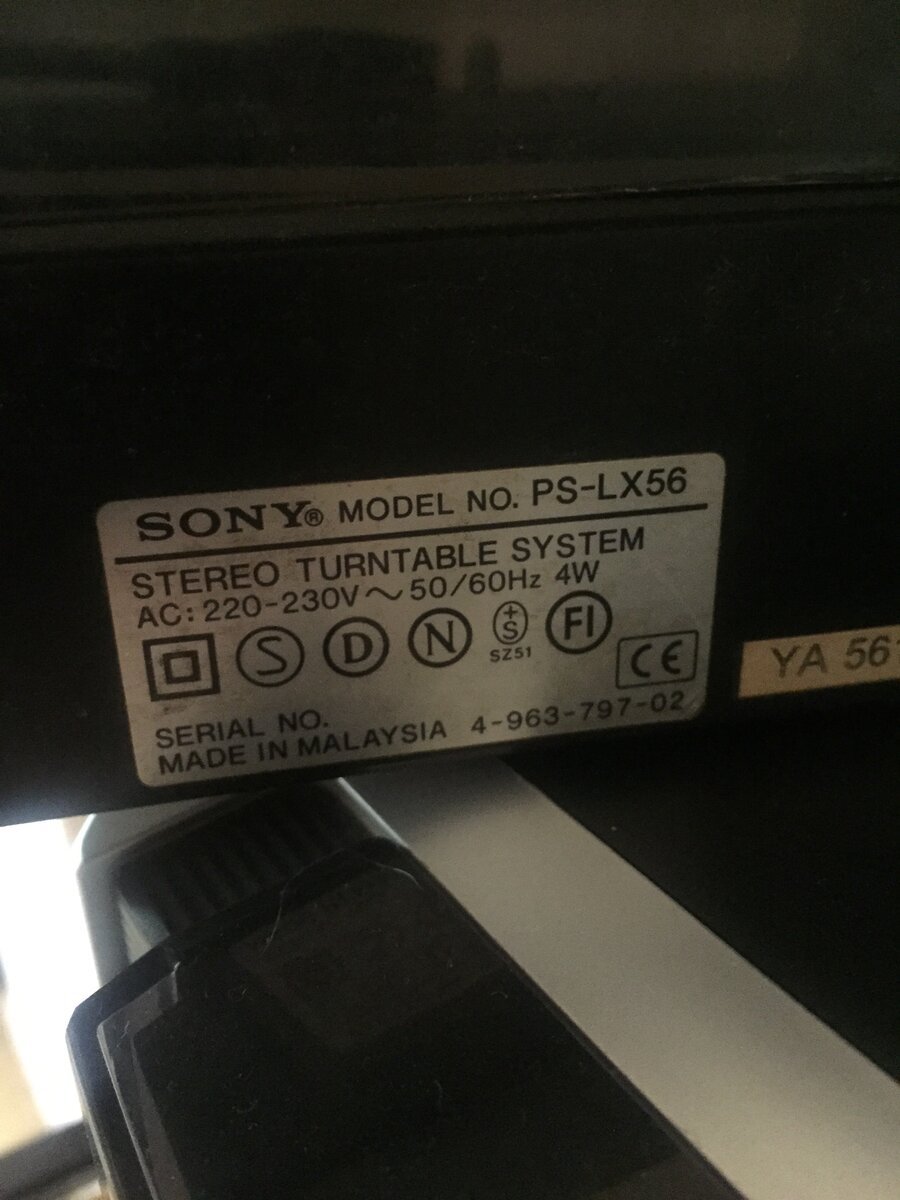 SONY® MODEL NO. PS-LX56
STEREO TURNTABLE SYSTEM
AC: 220-230V~50/60Hz 4W
S D N +S FI
SZ51
CE
SERIAL NO.
MADE IN MALAYSIA 4-963-797-02
YA 561